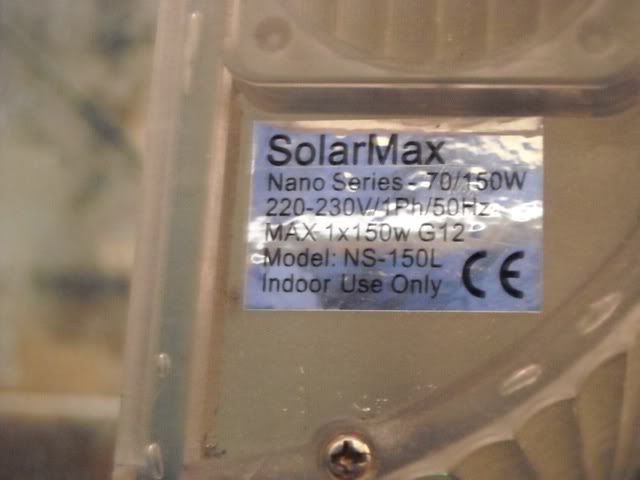 SolarMax
Nano Series - 70/150W
220-230V/1Ph/50Hz
MAX 1x150w G12
Model: NS-150L
Indoor Use Only CE